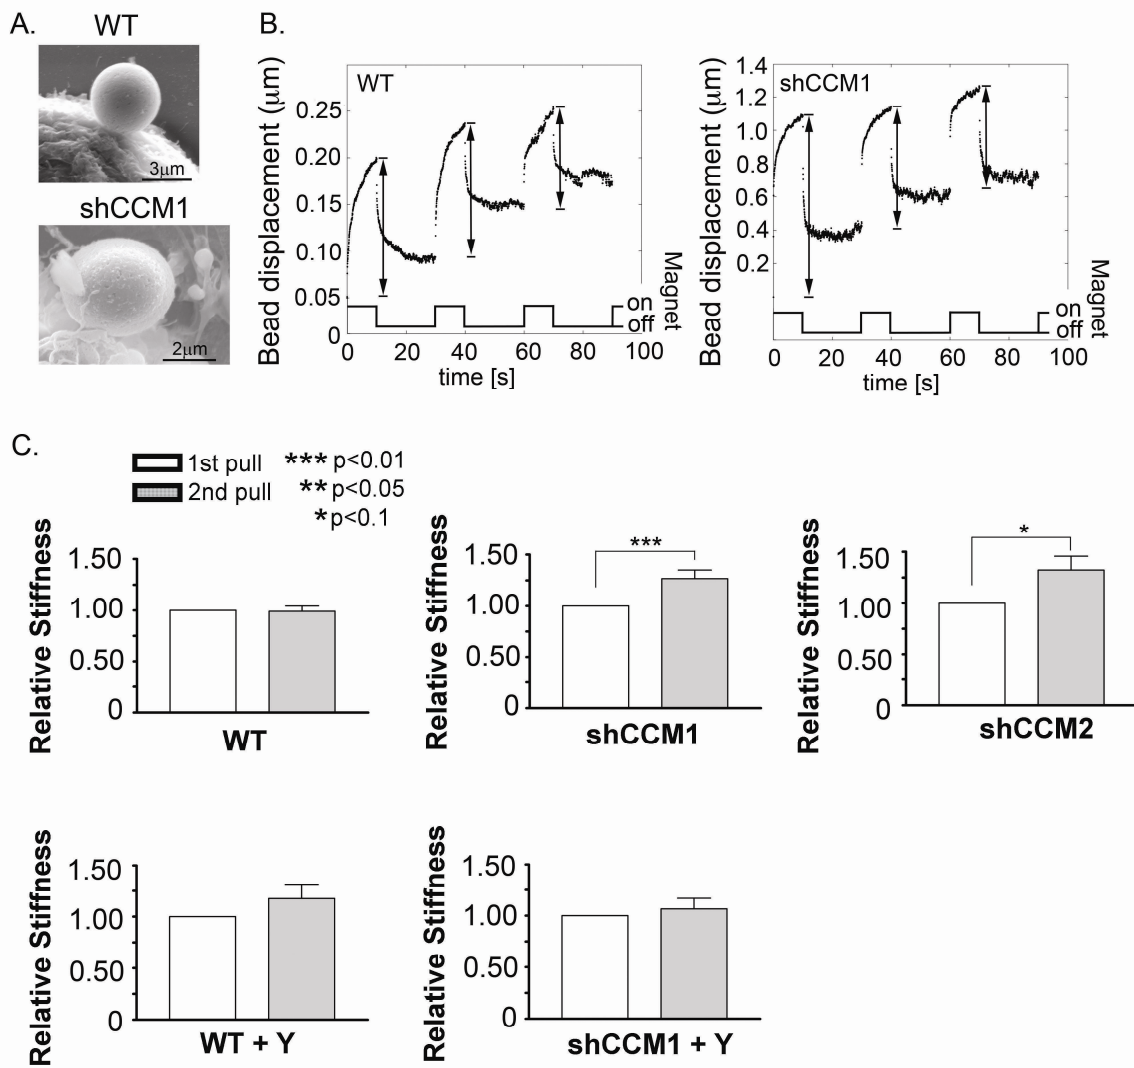 A.
WT
3μm
shCCM1
2μm
B.
WT
Bead displacement (μm)
0.25
0.20
0.15
0.10
0.05
0
0 20 40 60 80 100
time [s]
on
off
Magnet
shCCM1
Bead displacement (μm)
1.4
1.2
1.0
0.8
0.6
0.4
0.2
0 20 40 60 80 100
time [s]
on
off
Magnet
C.
1st pull
2nd pull
*** p<0.01
** p<0.05
* p<0.1
Relative Stiffness
1.50
1.00
0.50
0
WT
Relative Stiffness
1.50
1.00
0.50
0
***
shCCM1
Relative Stiffness
1.50
1.00
0.50
0
*
shCCM2
Relative Stiffness
1.50
1.00
0.50
0
WT + Y
Relative Stiffness
1.50
1.00
0.50
0
shCCM1 + Y